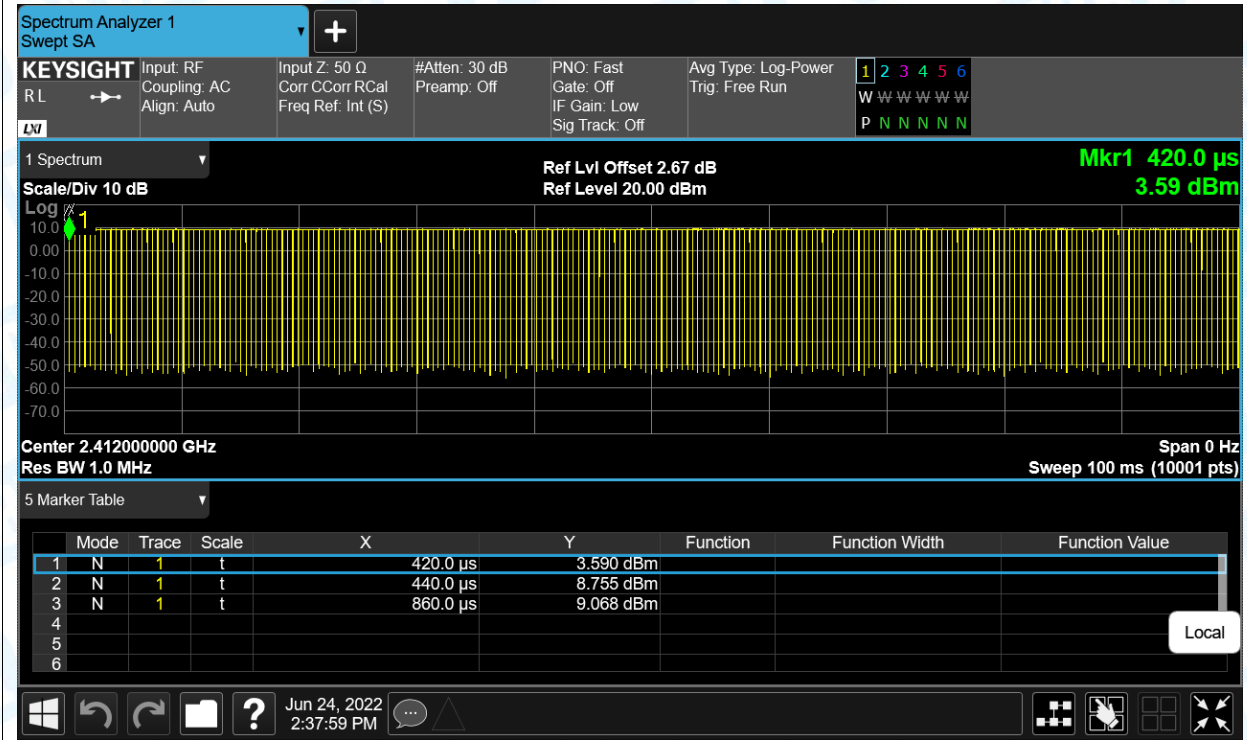 Spectrum Analyzer 1
Swept SA
KEYSIGHT
R L
LXI
Input: RF
Coupling: AC
Align: Auto
Input Z: 50 Ω
Corr CCorr RCal
Freq Ref: Int (S)
#Atten: 30 dB
Preamp: Off
PNO: Fast
Gate: Off
IF Gain: Low
Sig Track: Off
Avg Type: Log-Power
Trig: Free Run
1 2 3 4 5 6
W W W W W W
P N N N N N
1 Spectrum
Scale/Div 10 dB
Ref Lvl Offset 2.67 dB
Ref Level 20.00 dBm
Mkr1 420.0 µs
3.59 dBm
Log
1
10.0
0.00
-10.0
-20.0
-30.0
-40.0
-50.0
-60.0
-70.0
Center 2.412000000 GHz
Span 0 Hz
Res BW 1.0 MHz
Sweep 100 ms (10001 pts)
5 Marker Table
Mode Trace Scale X Y Function Function Width Function Value
1 N 1 t 420.0 µs 3.590 dBm
2 N 1 t 440.0 µs 8.755 dBm
3 N 1 t 860.0 µs 9.068 dBm
4
5
6
Local
?
Jun 24, 2022
2:37:59 PM